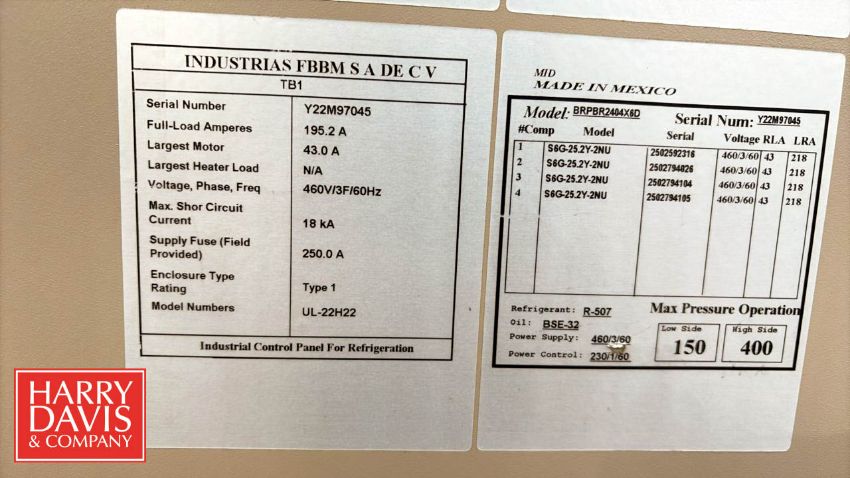 INDUSTRIAS FBBM S A DE C V
TB1
Serial Number Y22M97045
Full-Load Amperes 195.2 A
Largest Motor 43.0 A
Largest Heater Load N/A
Voltage, Phase, Freq 460V/3F/60Hz
Max. Shor Circuit
Current 18 kA
Supply Fuse (Field
Provided) 250.0 A
Enclosure Type
Rating Type 1
Model Numbers UL-22H22
Industrial Control Panel For Refrigeration
MID
MADE IN MEXICO
Model: BRPBR2404X6D Serial Num: Y22M97045
#Comp Model Serial Voltage RLA LRA
1 S6G-25.2Y-2NU 2502592316 460/3/60 43 218
2 S6G-25.2Y-2NU 2502794026 460/3/60 43 218
3 S6G-25.2Y-2NU 2502794104 460/3/60 43 218
4 S6G-25.2Y-2NU 2502794105 460/3/60 43 218
Refrigerant: R-507 Max Pressure Operation
Oil: BSE-32 Low Side High Side
Power Supply: 460/3/60 150 400
Power Control: 230/1/60
HARRY
DAVIS
& COMPANY